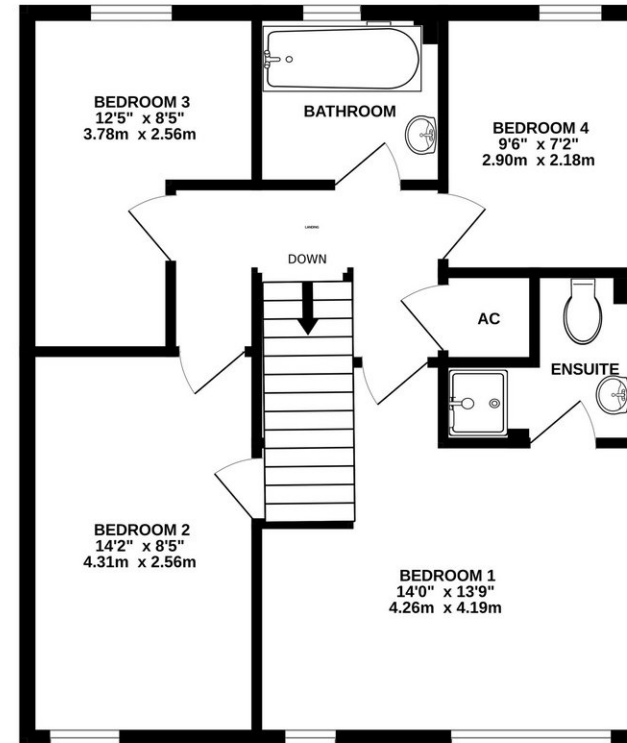 BEDROOM 3
12'5" x 8'5"
3.78m x 2.56m
BATHROOM
BEDROOM 4
9'6" x 7'2"
2.90m x 2.18m
LANDING
DOWN
AC
ENSUITE
BEDROOM 2
14'2" x 8'5"
4.31m x 2.56m
BEDROOM 1
14'0" x 13'9"
4.26m x 4.19m